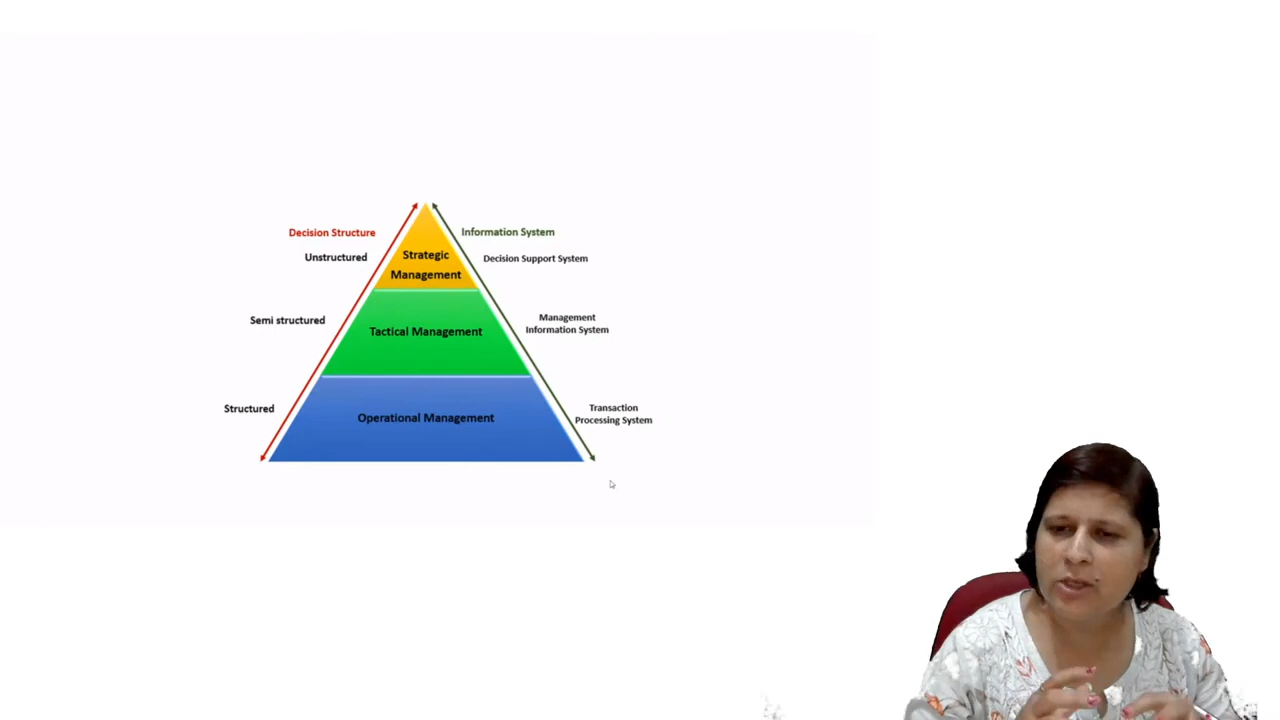 Decision Structure
Information System
Unstructured
Strategic
Management
Decision Support System
Semi structured
Tactical Management
Management
Information System
Structured
Operational Management
Transaction
Processing System